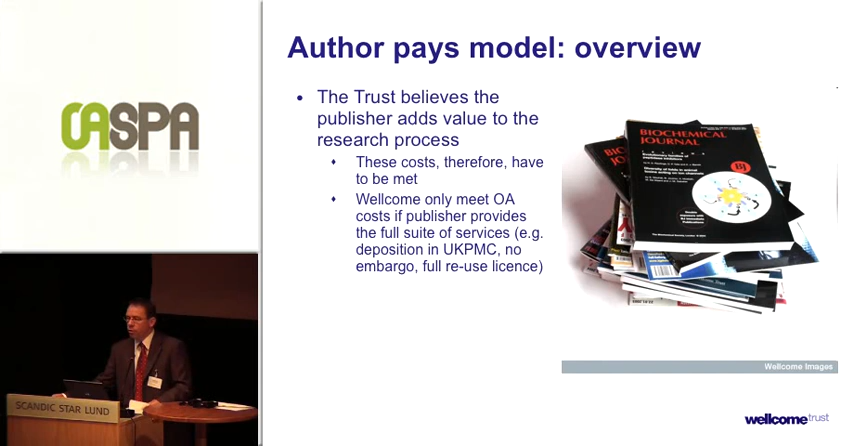 OASPA
Author pays model: overview
• The Trust believes the
publisher adds value to the
research process
These costs, therefore, have
to be met
Wellcome only meet OA
costs if publisher provides
the full suite of services (e.g.
deposition in UKPMC, no
embargo, full re-use licence)
BIOCHEMICAL
JOURNAL
BJ
Wellcome Images
SCANDIC STAR LUND
wellcometrust